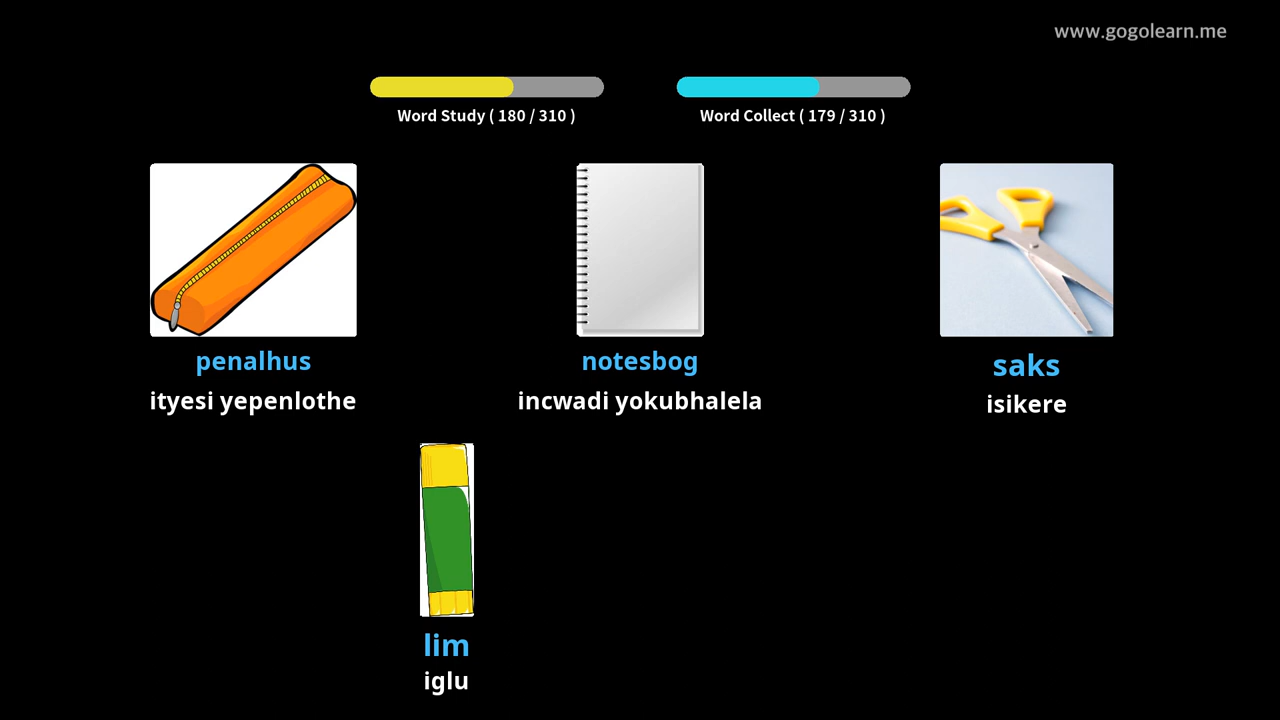 www.gogolearn.me
Word Study ( 180 / 310 )
Word Collect ( 179 / 310 )
penalhus
ityesi yepenlothe
notesbog
incwadi yokubhalela
saks
isikere
lim
iglu